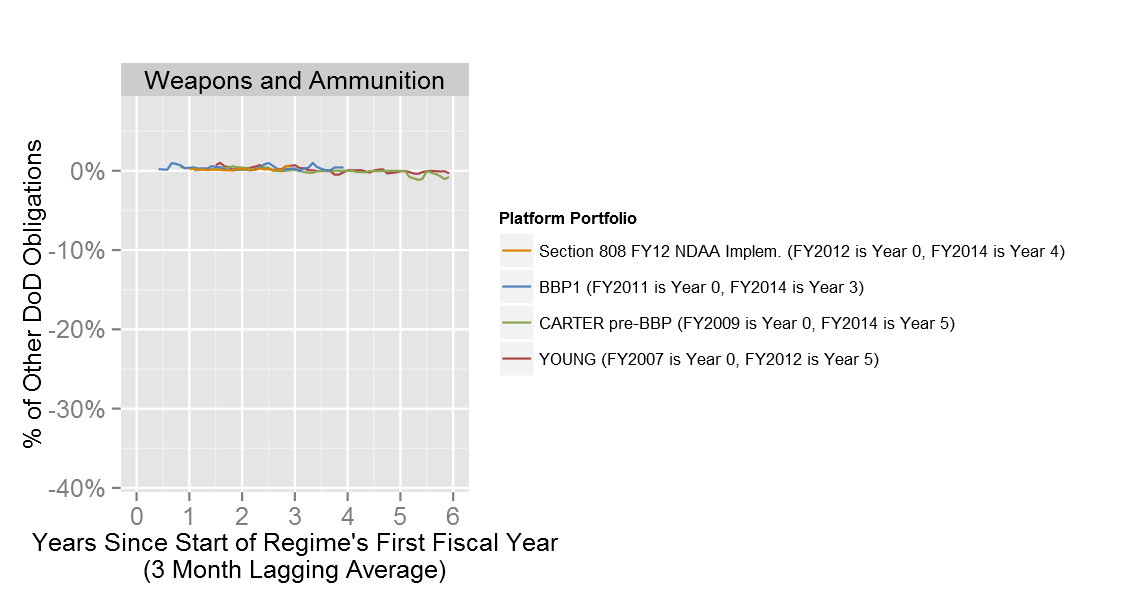 Weapons and Ammunition
% of Other DoD Obligations
0%
-10%
-20%
-30%
-40%
0 1 2 3 4 5 6
Years Since Start of Regime's First Fiscal Year
(3 Month Lagging Average)
Platform Portfolio
Section 808 FY12 NDAA Implem. (FY2012 is Year 0, FY2014 is Year 4)
BBP1 (FY2011 is Year 0, FY2014 is Year 3)
CARTER pre-BBP (FY2009 is Year 0, FY2014 is Year 5)
YOUNG (FY2007 is Year 0, FY2012 is Year 5)